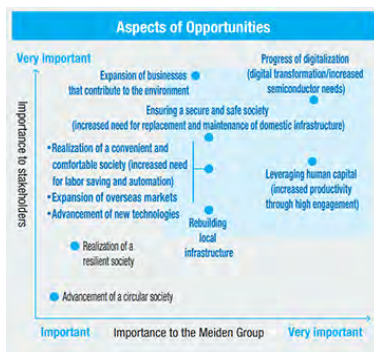 Aspects of Opportunities
Very important
Progress of digitalization
(digital transformation/increased
semiconductor needs)
Expansion of businesses
that contribute to the environment
Ensuring a secure and safe society
(increased need for replacement and maintenance of domestic infrastructure)
• Realization of a convenient and
comfortable society (increased need
for labor saving and automation)
• Expansion of overseas markets
• Advancement of new technologies
Leveraging human capital
(increased productivity
through high engagement)
Rebuilding
local
infrastructure
Realization of a
resilient society
Advancement of a circular society
Importance to stakeholders
Important
Importance to the Meiden Group
Very important